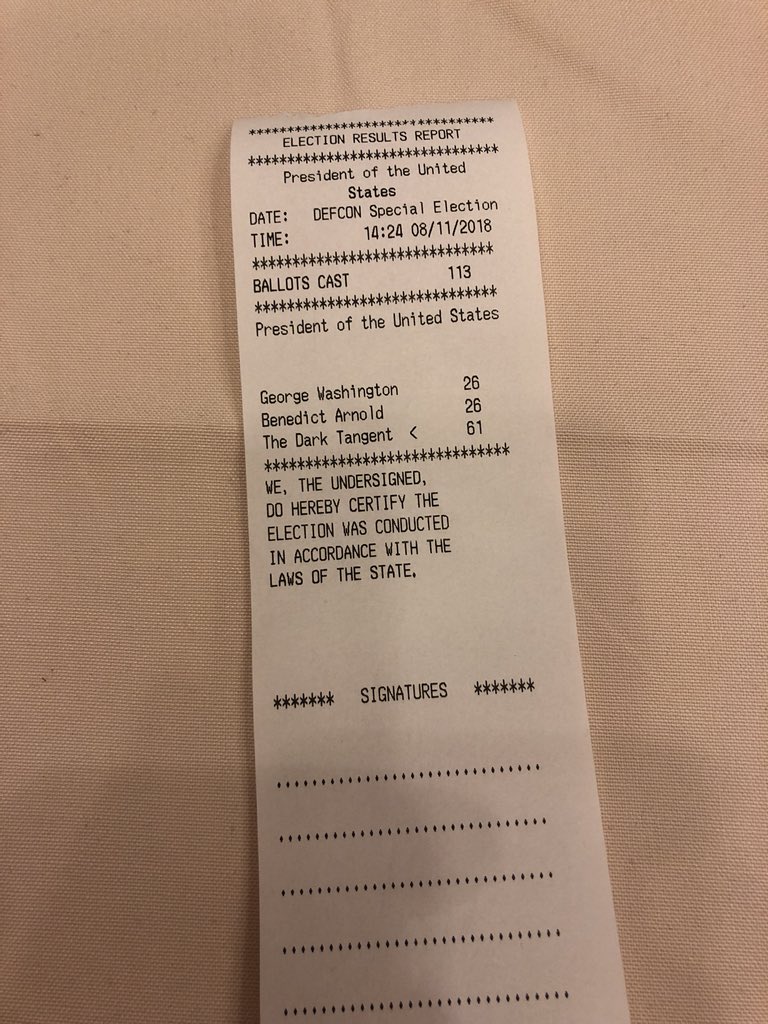 ********************************
ELECTION RESULTS REPORT
********************************
President of the United
States
DATE: DEFCON Special Election
TIME: 14:24 08/11/2018
********************************
BALLOTS CAST 113
********************************
President of the United States
George Washington 26
Benedict Arnold 26
The Dark Tangent < 61
********************************
WE, THE UNDERSIGNED,
DO HEREBY CERTIFY THE
ELECTION WAS CONDUCTED
IN ACCORDANCE WITH THE
LAWS OF THE STATE.
******* SIGNATURES *******
..............................
..............................
..............................
..............................
..............................